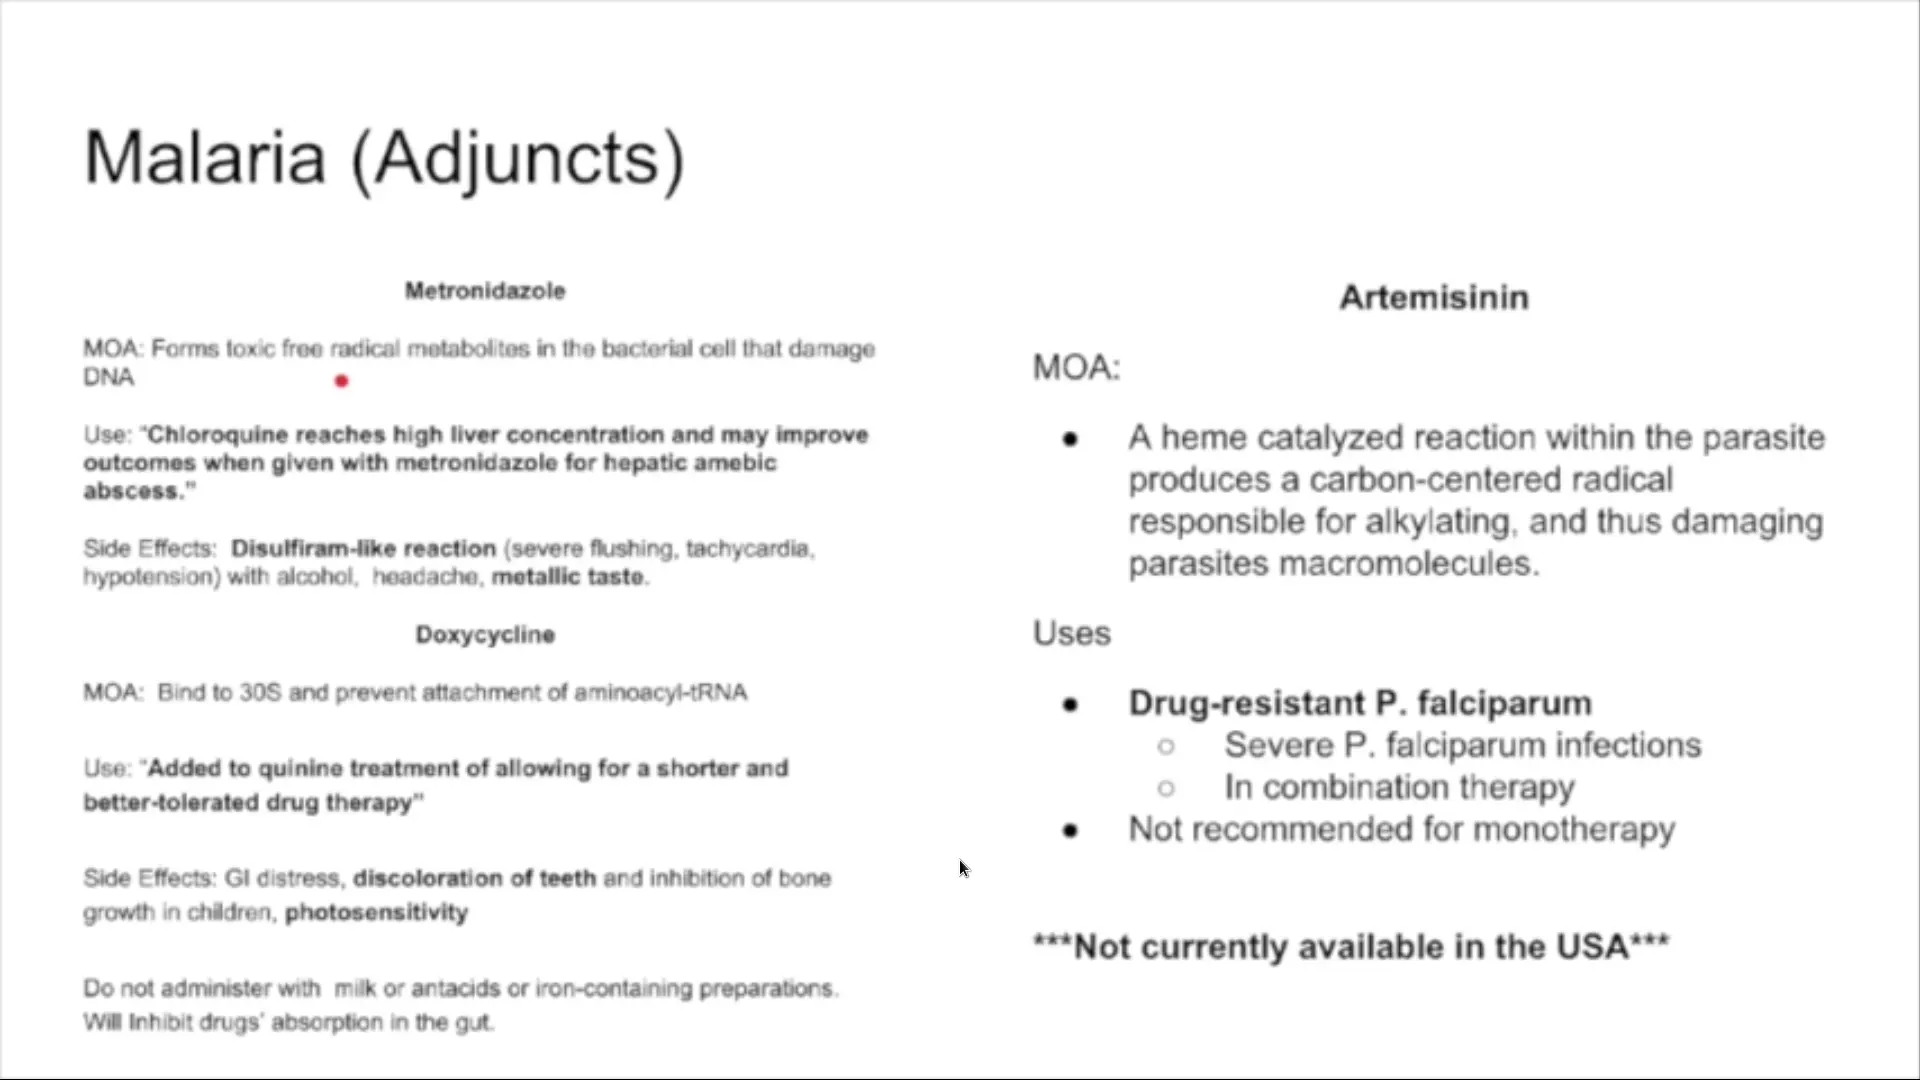 Malaria (Adjuncts)
Metronidazole
MOA: Forms toxic free radical metabolites in the bacterial cell that damage
DNA
Use: "Chloroquine reaches high liver concentration and may improve
outcomes when given with metronidazole for hepatic amebic
abscess."
Side Effects: Disulfiram-like reaction (severe flushing, tachycardia,
hypotension) with alcohol, headache, metallic taste.
Doxycycline
MOA: Bind to 30S and prevent attachment of aminoacyl-tRNA
Use: "Added to quinine treatment of allowing for a shorter and
better-tolerated drug therapy"
Side Effects: GI distress, discoloration of teeth and inhibition of bone
growth in children, photosensitivity
Do not administer with milk or antacids or iron-containing preparations.
Will Inhibit drugs' absorption in the gut.
Artemisinin
MOA:
● A heme catalyzed reaction within the parasite
produces a carbon-centered radical
responsible for alkylating, and thus damaging
parasites macromolecules.
Uses
● Drug-resistant P. falciparum
○ Severe P. falciparum infections
○ In combination therapy
● Not recommended for monotherapy
***Not currently available in the USA***